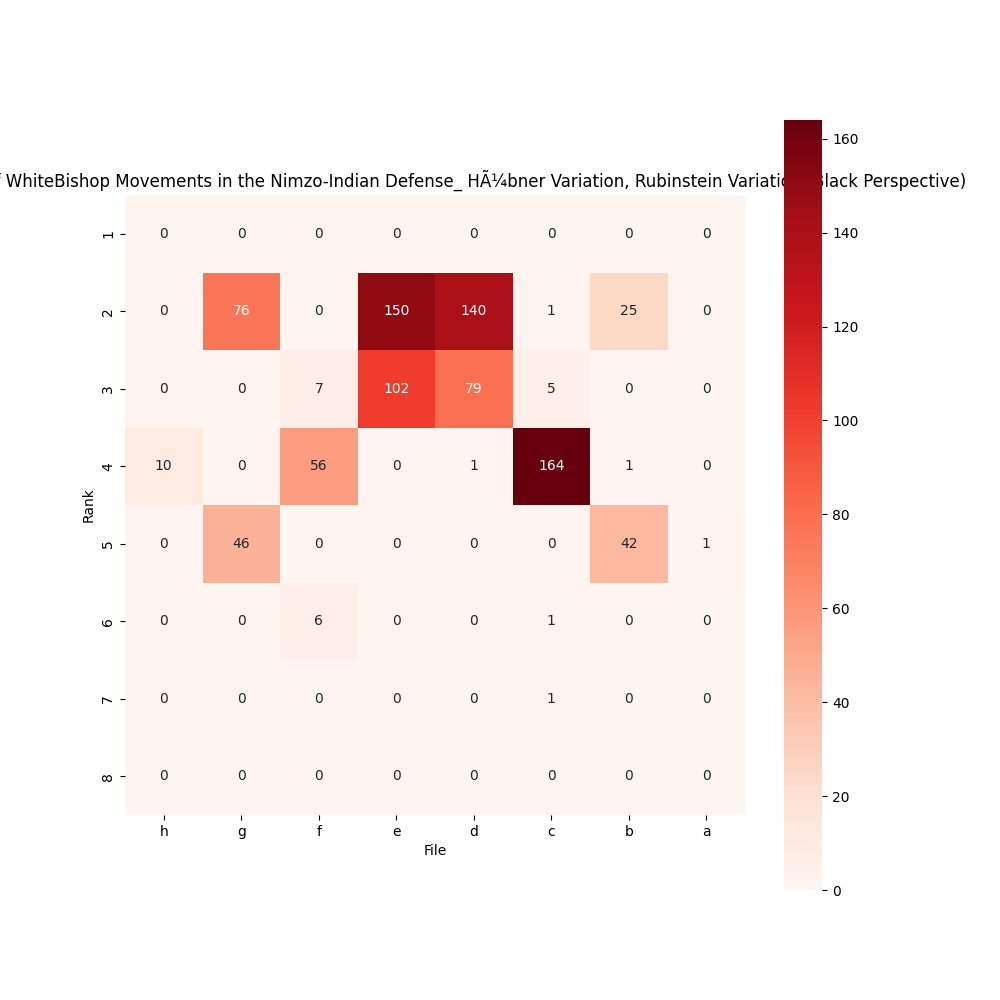 WhiteBishop Movements in the Nimzo-Indian Defense_ HÃ¼bner Variation, Rubinstein Perspective)
1 0 0 0 0 0 0 0 0
2 0 76 0 150 140 1 25 0
3 0 0 7 102 79 5 0 0
4 10 0 56 0 1 164 1 0
5 0 46 0 0 0 0 42 1
6 0 0 6 0 0 1 0 0
7 0 0 0 0 0 1 0 0
8 0 0 0 0 0 0 0 0
h g f e d c b a
File
Rank
160
140
120
100
80
60
40
20
0